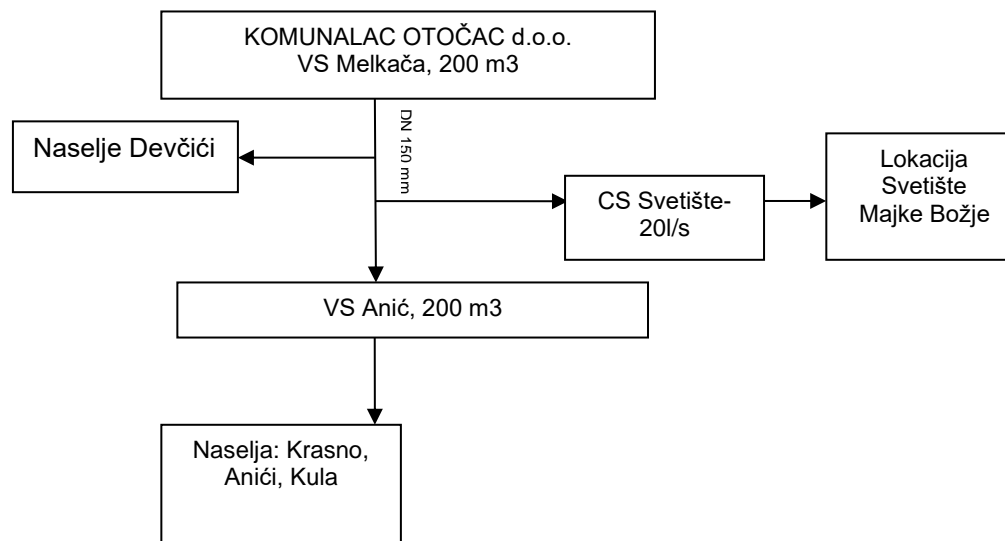 KOMUNALAC OTOČAC d.o.o.
VS Melkača, 200 m3
DN 150 mm
Naselje Devčići
CS Svetište-
20l/s
Lokacija
Svetište
Majke Božje
VS Anić, 200 m3
Naselja: Krasno,
Anići, Kula